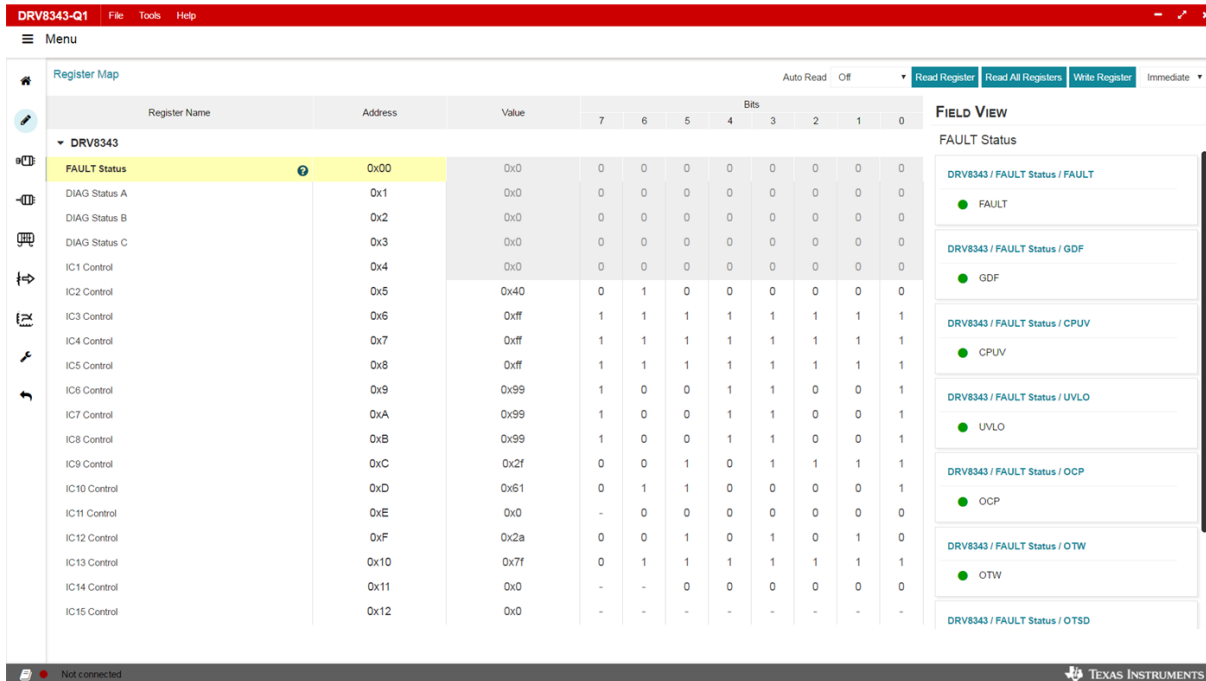 DRV8343-Q1 File Tools Help
Menu
Register Map Auto Read Off Read Register Read All Registers Write Register Immediate
Register Name Address Value Bits
7 6 5 4 3 2 1 0
DRV8343
FAULT Status 0x00 0x0 0 0 0 0 0 0 0 0
DIAG Status A 0x1 0x0 0 0 0 0 0 0 0 0
DIAG Status B 0x2 0x0 0 0 0 0 0 0 0 0
DIAG Status C 0x3 0x0 0 0 0 0 0 0 0 0
IC1 Control 0x4 0x0 0 0 0 0 0 0 0 0
IC2 Control 0x5 0x40 0 1 0 0 0 0 0 0
IC3 Control 0x6 0xff 1 1 1 1 1 1 1 1
IC4 Control 0x7 0xff 1 1 1 1 1 1 1 1
IC5 Control 0x8 0xff 1 1 1 1 1 1 1 1
IC6 Control 0x9 0x99 1 0 0 1 1 0 0 1
IC7 Control 0xA 0x99 1 0 0 1 1 0 0 1
IC8 Control 0xB 0x99 1 0 0 1 1 0 0 1
IC9 Control 0xC 0x2f 0 0 1 0 1 1 1 1
IC10 Control 0xD 0x61 0 1 1 0 0 0 0 1
IC11 Control 0xE 0x0 - 0 0 0 0 0 0 0
IC12 Control 0xF 0x2a 0 0 1 0 1 0 1 0
IC13 Control 0x10 0x7f 0 1 1 1 1 1 1 1
IC14 Control 0x11 0x0 - - 0 0 0 0 0 0
IC15 Control 0x12 0x0 - - - - - - - -
FIELD VIEW
FAULT Status
DRV8343 / FAULT Status / FAULT
FAULT
DRV8343 / FAULT Status / GDF
GDF
DRV8343 / FAULT Status / CPUV
CPUV
DRV8343 / FAULT Status / UVLO
UVLO
DRV8343 / FAULT Status / OCP
OCP
DRV8343 / FAULT Status / OTW
OTW
DRV8343 / FAULT Status / OTSD
Not connected
TEXAS INSTRUMENTS